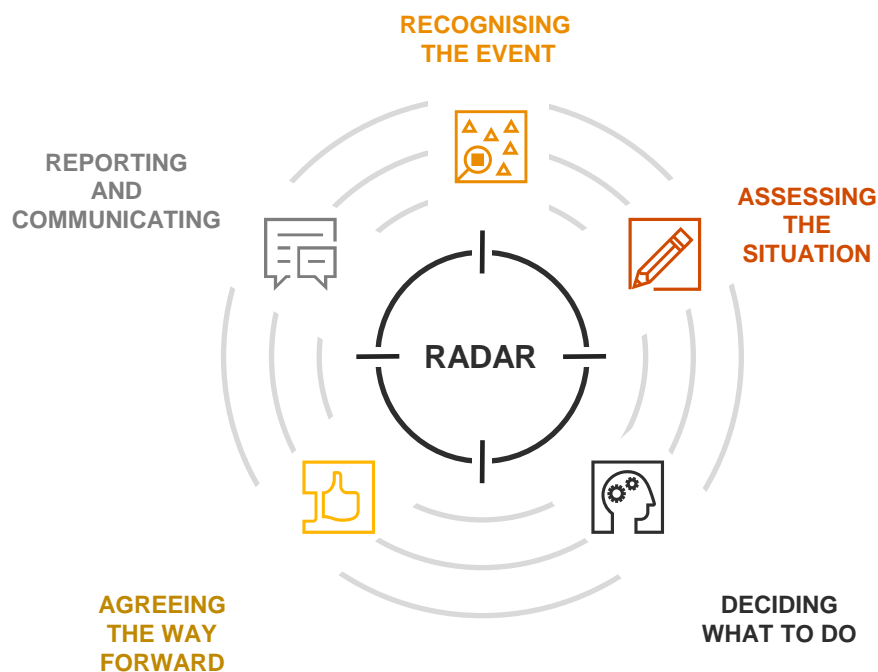 RECOGNISING
THE EVENT
ASSESSING
THE
SITUATION
DECIDING
WHAT TO DO
AGREEING
THE WAY
FORWARD
REPORTING
AND
COMMUNICATING
RADAR